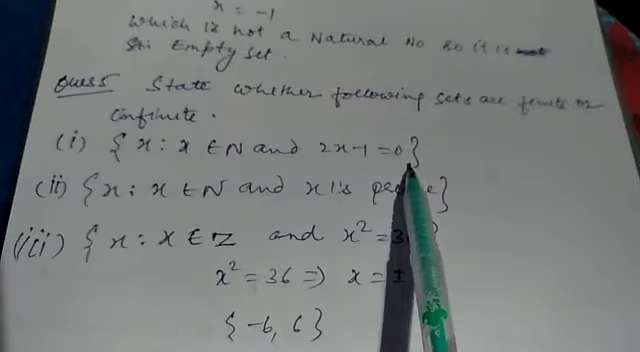 x = -1
which is not a Natural No so it is
Empty set.
Ques 5 State whether following sets are finite or
infinite.
(i) { x : x ∈ N and 2x-1 = 0}
(ii) {x : x ∈ N and x is }
(iii) { x : x ∈ Z and x² = 3 }
x² = 36 => x = ±
{ -6, 6 }